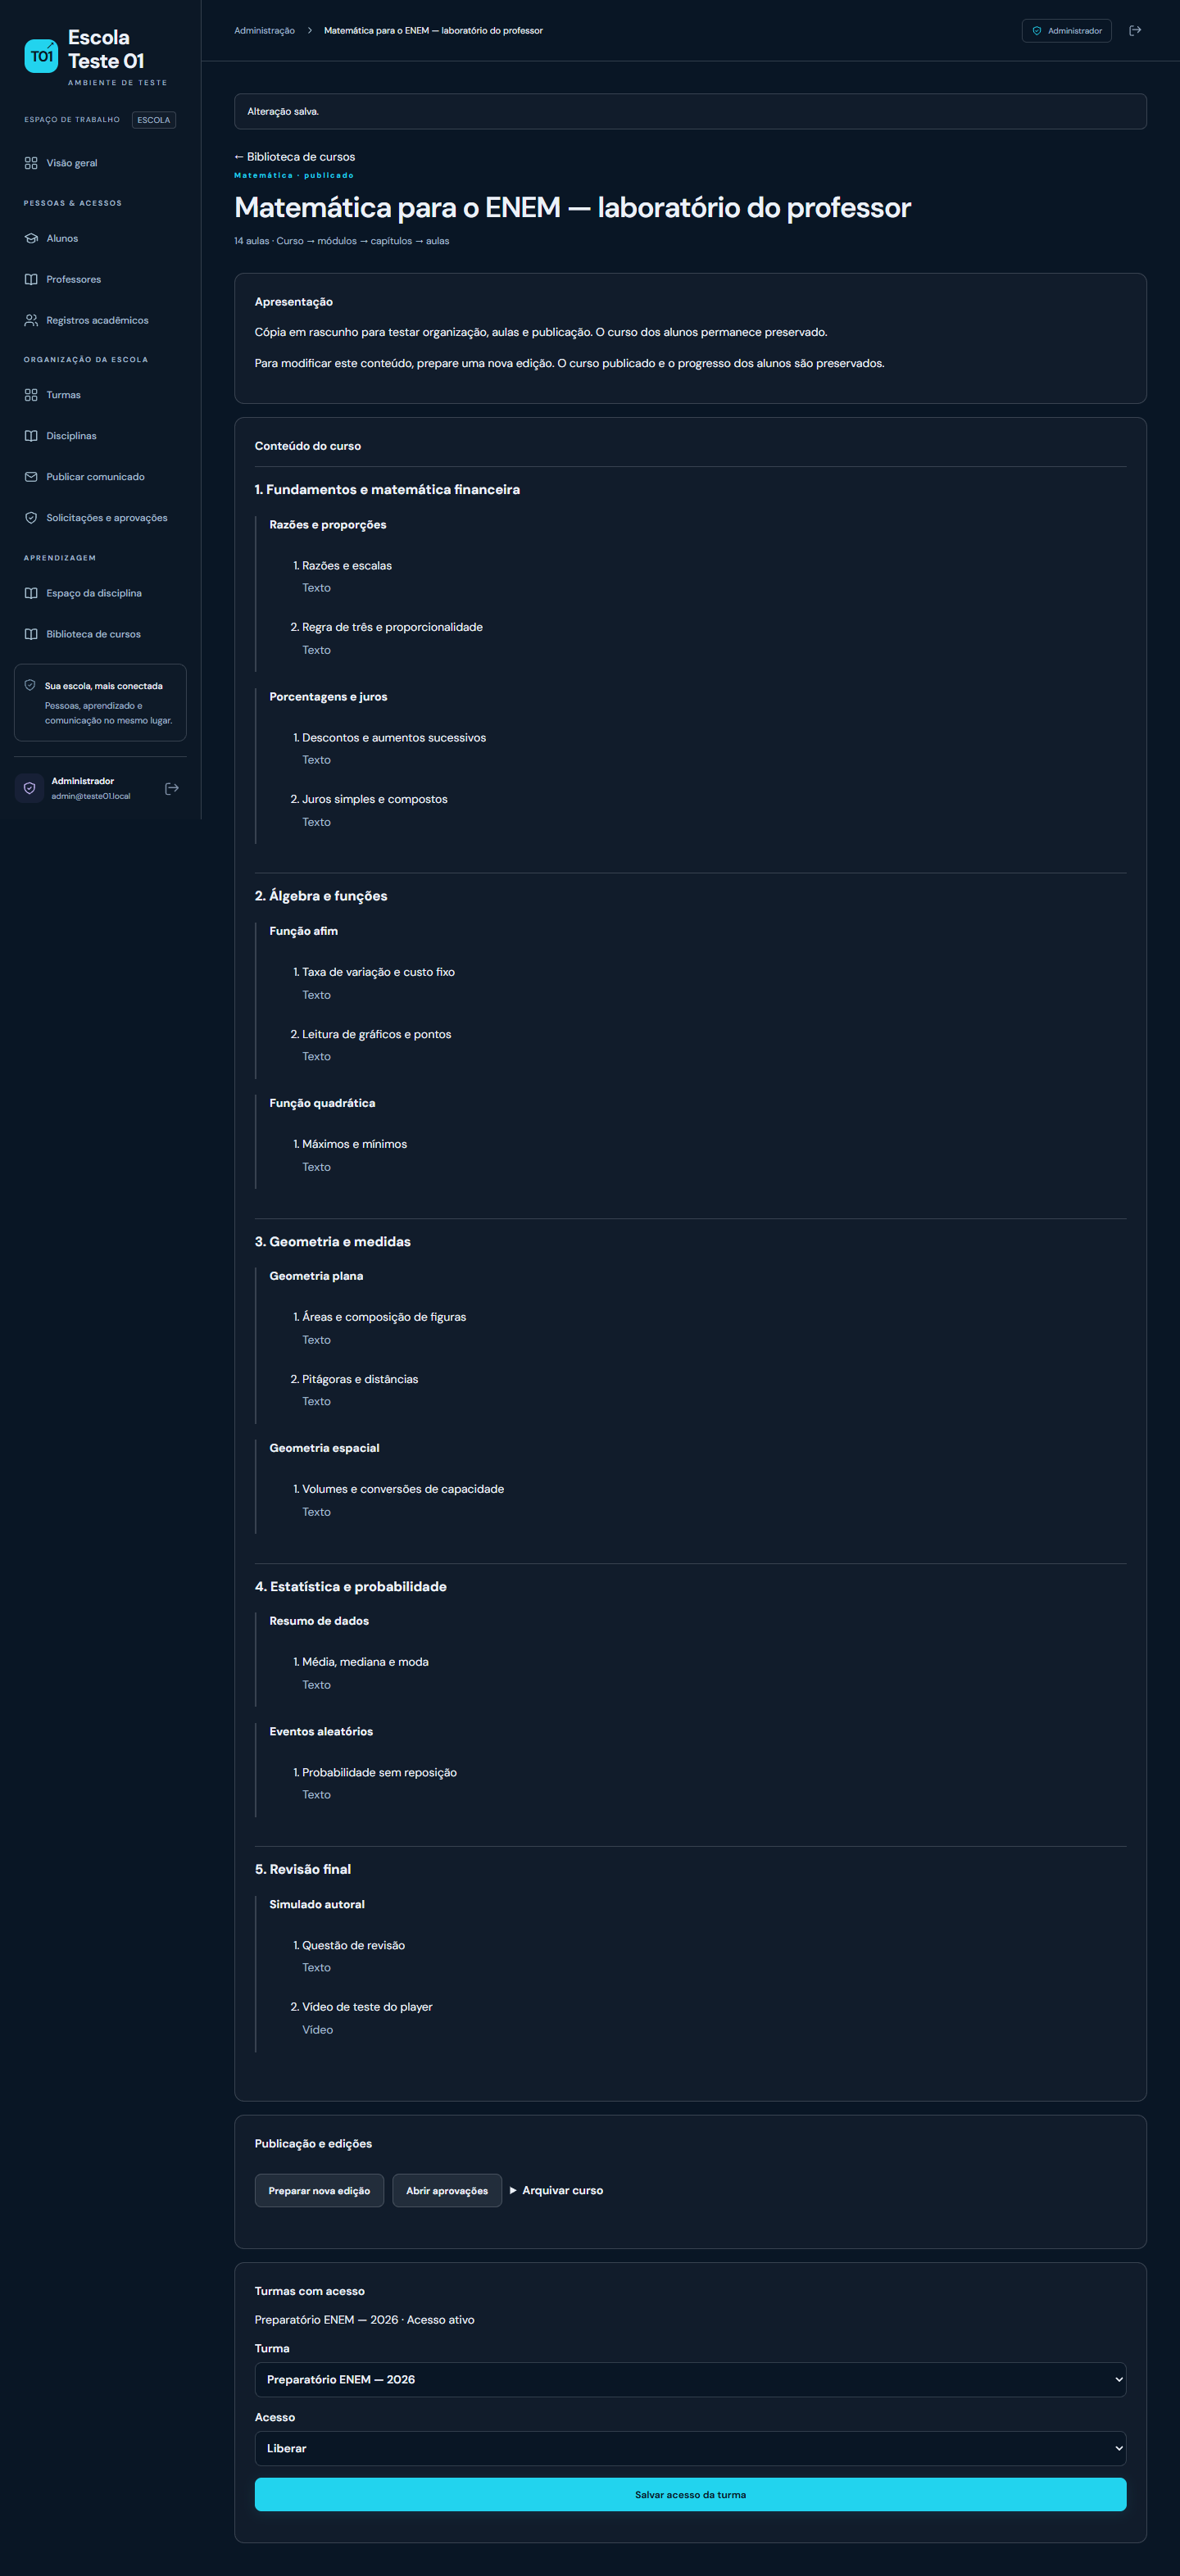 T01
Escola
Teste 01
AMBIENTE DE TESTE
ESPAÇO DE TRABALHO
ESCOLA
Visão geral
PESSOAS & ACESSOS
Alunos
Professores
Registros acadêmicos
ORGANIZAÇÃO DA ESCOLA
Turmas
Disciplinas
Publicar comunicado
Solicitações e aprovações
APRENDIZAGEM
Espaço da disciplina
Biblioteca de cursos
Sua escola, mais conectada
Pessoas, aprendizado e
comunicação no mesmo lugar.
Administrador
admin@teste01.local
Administração > Matemática para o ENEM — laboratório do professor
Administrador
Alteração salva.
← Biblioteca de cursos
Matemática · publicado
Matemática para o ENEM — laboratório do professor
14 aulas · Curso → módulos → capítulos → aulas
Apresentação
Cópia em rascunho para testar organização, aulas e publicação. O curso dos alunos permanece preservado.
Para modificar este conteúdo, prepare uma nova edição. O curso publicado e o progresso dos alunos são preservados.
Conteúdo do curso
1. Fundamentos e matemática financeira
Razões e proporções
1. Razões e escalas
Texto
2. Regra de três e proporcionalidade
Texto
Porcentagens e juros
1. Descontos e aumentos sucessivos
Texto
2. Juros simples e compostos
Texto
2. Álgebra e funções
Função afim
1. Taxa de variação e custo fixo
Texto
2. Leitura de gráficos e pontos
Texto
Função quadrática
1. Máximos e mínimos
Texto
3. Geometria e medidas
Geometria plana
1. Áreas e composição de figuras
Texto
2. Pitágoras e distâncias
Texto
Geometria espacial
1. Volumes e conversões de capacidade
Texto
4. Estatística e probabilidade
Resumo de dados
1. Média, mediana e moda
Texto
Eventos aleatórios
1. Probabilidade sem reposição
Texto
5. Revisão final
Simulado autoral
1. Questão de revisão
Texto
2. Vídeo de teste do player
Vídeo
Publicação e edições
Preparar nova edição
Abrir aprovações
▶ Arquivar curso
Turmas com acesso
Preparatório ENEM — 2026 · Acesso ativo
Turma
Preparatório ENEM — 2026
Acesso
Liberar
Salvar acesso da turma